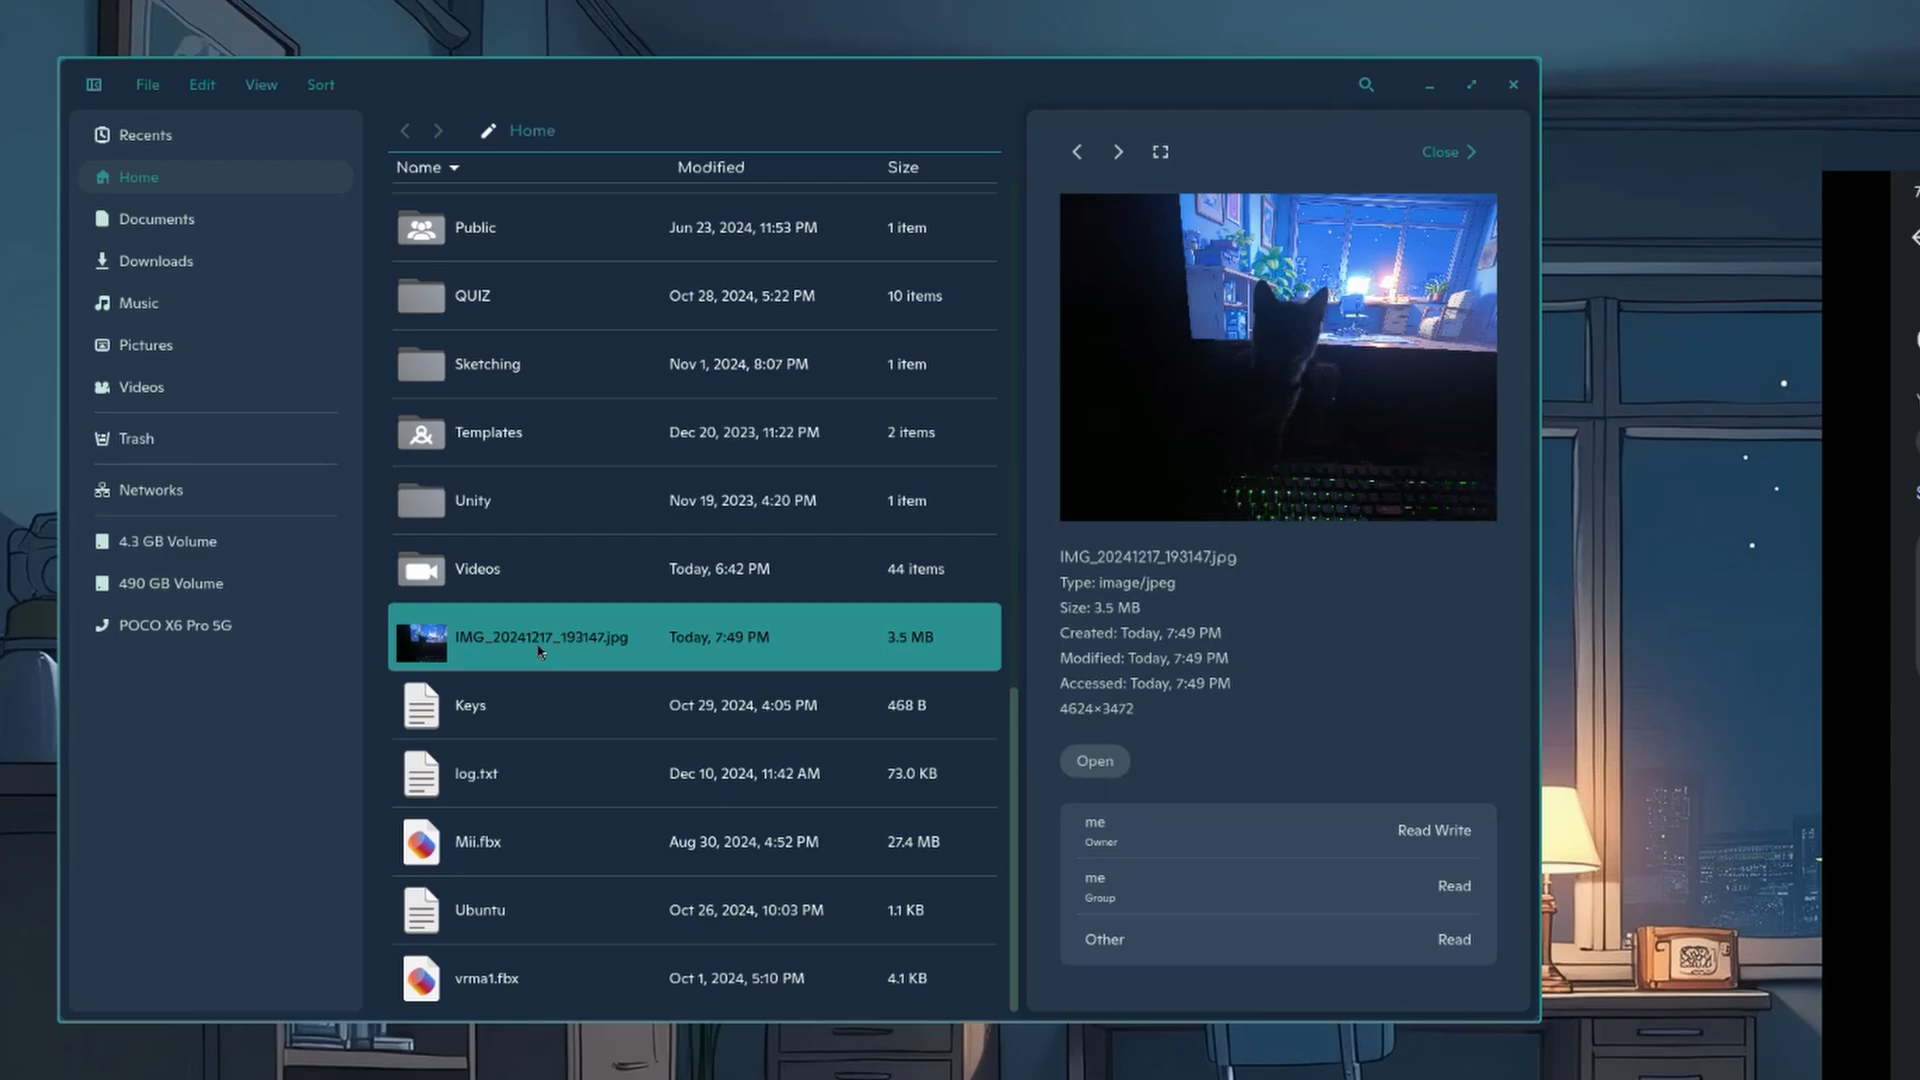 File Edit View Sort
Recents
Home
Documents
Downloads
Music
Pictures
Videos
Trash
Networks
4.3 GB Volume
490 GB Volume
POCO X6 Pro 5G
Home
Name Modified Size
Public Jun 23, 2024, 11:53 PM 1 item
QUIZ Oct 28, 2024, 5:22 PM 10 items
Sketching Nov 1, 2024, 8:07 PM 1 item
Templates Dec 20, 2023, 11:22 PM 2 items
Unity Nov 19, 2023, 4:20 PM 1 item
Videos Today, 6:42 PM 44 items
IMG_20241217_193147.jpg Today, 7:49 PM 3.5 MB
Keys Oct 29, 2024, 4:05 PM 468 B
log.txt Dec 10, 2024, 11:42 AM 73.0 KB
Mii.fbx Aug 30, 2024, 4:52 PM 27.4 MB
Ubuntu Oct 26, 2024, 10:03 PM 1.1 KB
vrma1.fbx Oct 1, 2024, 5:10 PM 4.1 KB
Close
IMG_20241217_193147.jpg
Type: image/jpeg
Size: 3.5 MB
Created: Today, 7:49 PM
Modified: Today, 7:49 PM
Accessed: Today, 7:49 PM
4624×3472
Open
me
Owner
Read Write
me
Group
Read
Other Read